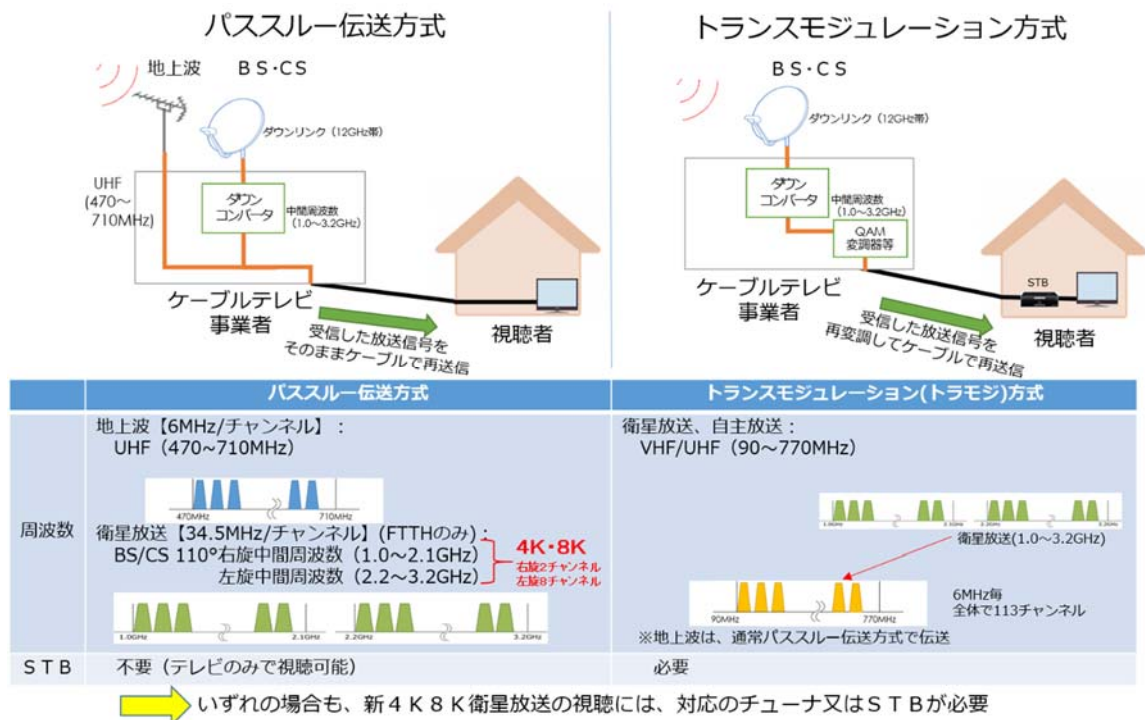 パススルー伝送方式
地上波 ＢＳ・ＣＳ
ダウンリンク（12GHz帯）
UHF
(470～
710MHz)
ダウン
コンバータ
中間周波数
(1.0～3.2GHz)
ケーブルテレビ
事業者
視聴者
受信した放送信号を
そのままケーブルで再送信
トランスモジュレーション方式
ＢＳ・ＣＳ
ダウンリンク（12GHz帯）
ダウン
コンバータ
中間周波数
(1.0～3.2GHz)
QAM
変調器等
STB
ケーブルテレビ
事業者
視聴者
受信した放送信号を
再変調してケーブルで再送信
パススルー伝送方式 トランスモジュレーション(トラモジ)方式
周波数
地上波【6MHz/チャンネル】：
UHF（470～710MHz）
470MHz 710MHz
衛星放送【34.5MHz/チャンネル】(FTTHのみ)：
BS/CS 110°右旋中間周波数（1.0～2.1GHz）
左旋中間周波数（2.2～3.2GHz）
4K・8K
右旋2チャンネル
左旋8チャンネル
1.0GHz 2.1GHz 2.2GHz 3.2GHz
衛星放送、自主放送：
VHF/UHF（90～770MHz）
1.0GHz 2.1GHz 2.2GHz 3.2GHz
衛星放送(1.0～3.2GHz)
90MHz 770MHz
6MHz毎
全体で113チャンネル
※地上波は、通常パススルー伝送方式で伝送
ＳＴＢ 不要（テレビのみで視聴可能） 必要
いずれの場合も、新４Ｋ８Ｋ衛星放送の視聴には、対応のチューナ又はＳＴＢが必要